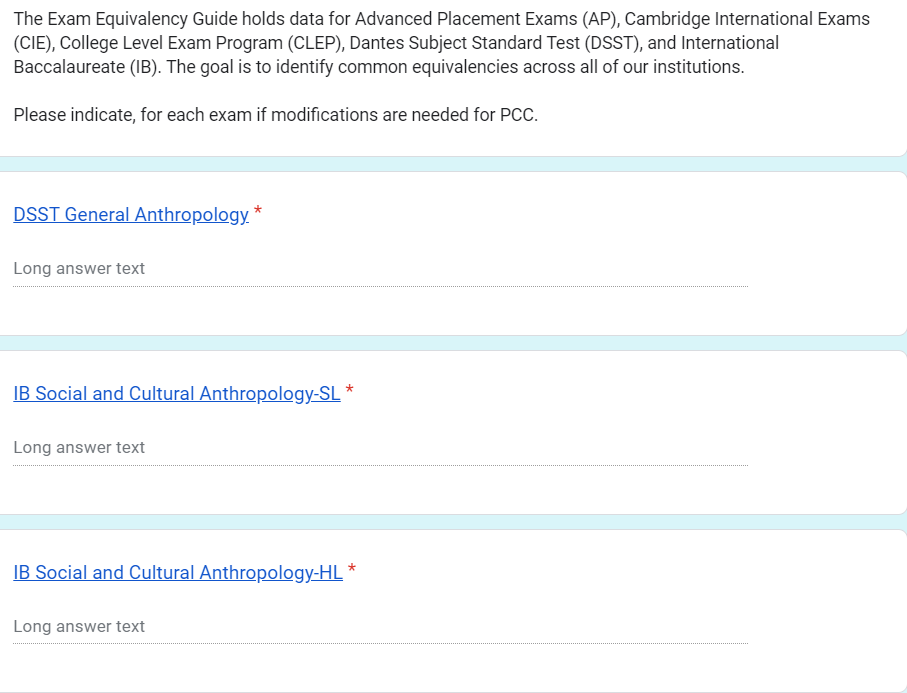 The Exam Equivalency Guide holds data for Advanced Placement Exams (AP), Cambridge International Exams
(CIE), College Level Exam Program (CLEP), Dantes Subject Standard Test (DSST), and International
Baccalaureate (IB). The goal is to identify common equivalencies across all of our institutions.
Please indicate, for each exam if modifications are needed for PCC.
DSST General Anthropology *
Long answer text
IB Social and Cultural Anthropology-SL *
Long answer text
IB Social and Cultural Anthropology-HL *
Long answer text